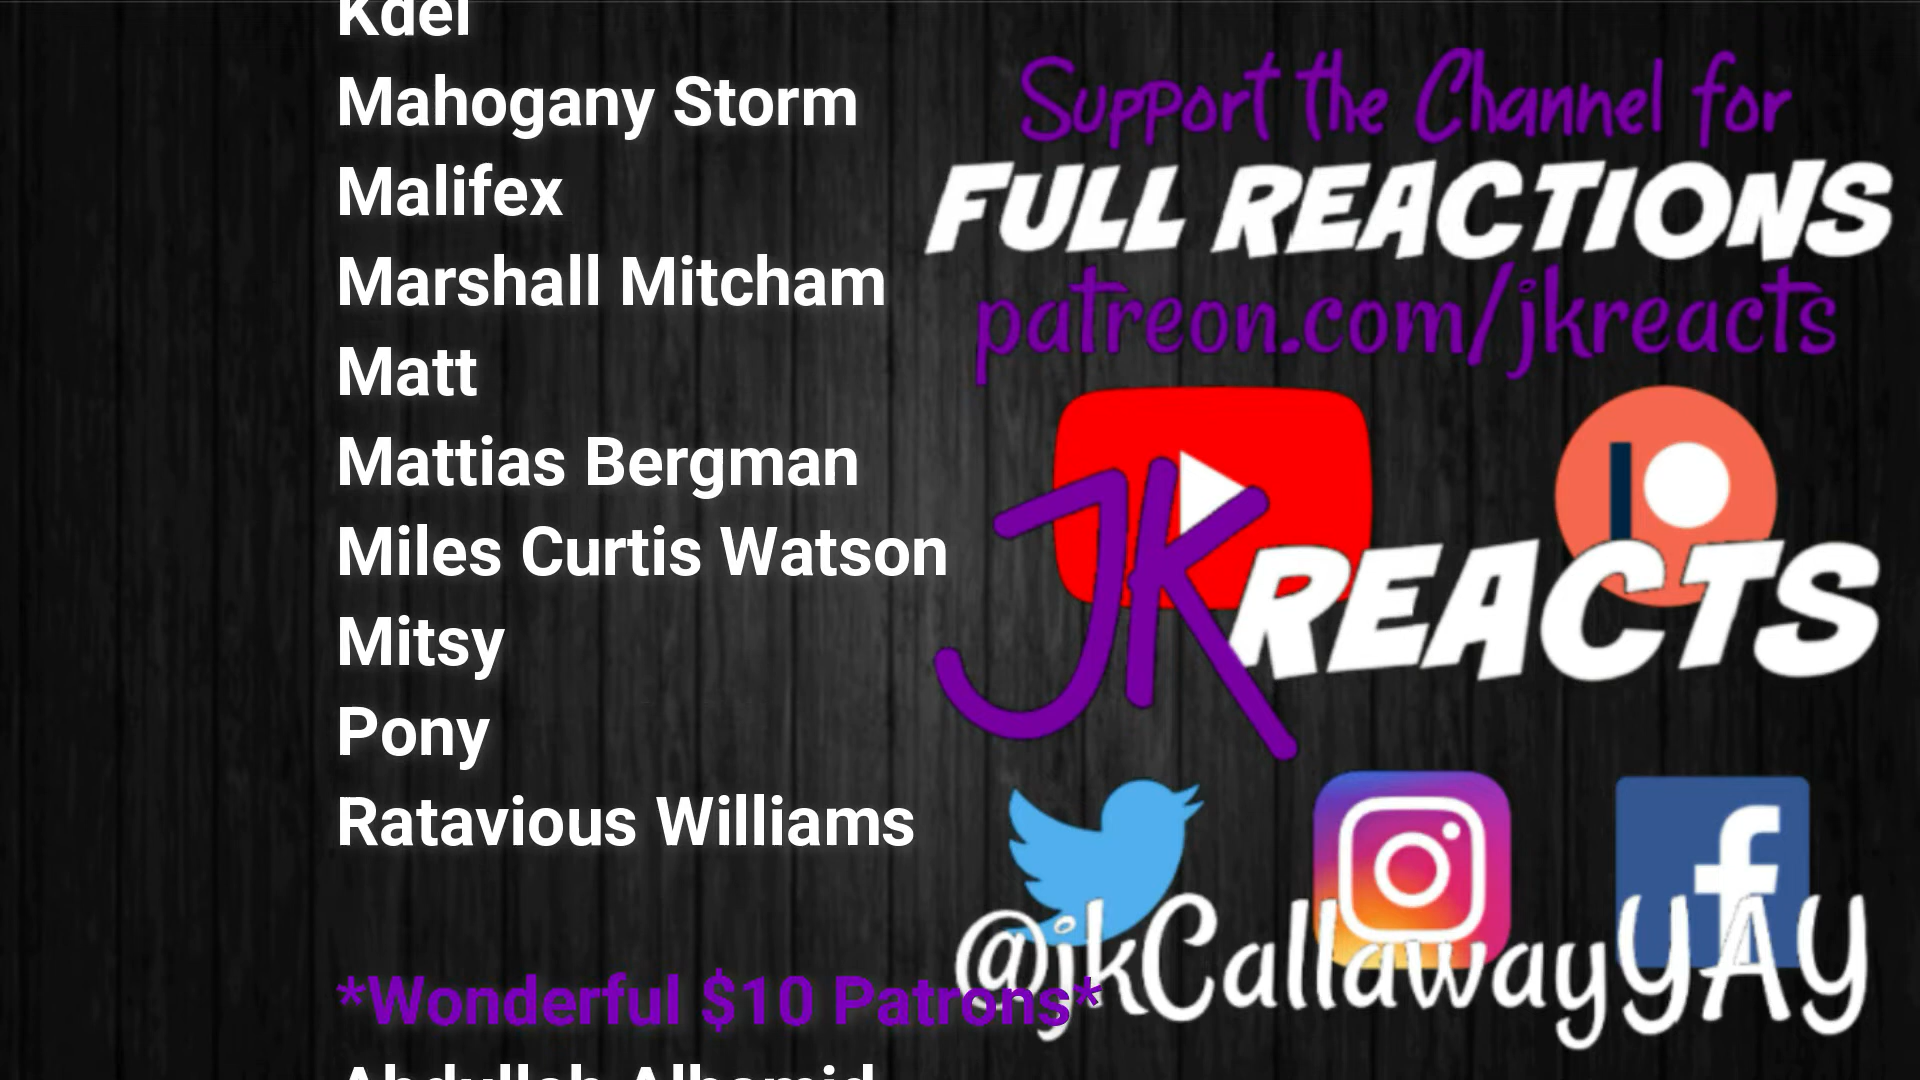 Kdel
Mahogany Storm
Malifex
Marshall Mitcham
Matt
Mattias Bergman
Miles Curtis Watson
Mitsy
Pony
Ratavious Williams
*Wonderful $10 Patrons*
Support the Channel for
FULL REACTIONS
patreon.com/jkreacts
JK REACTS
@jkCallawayYAY